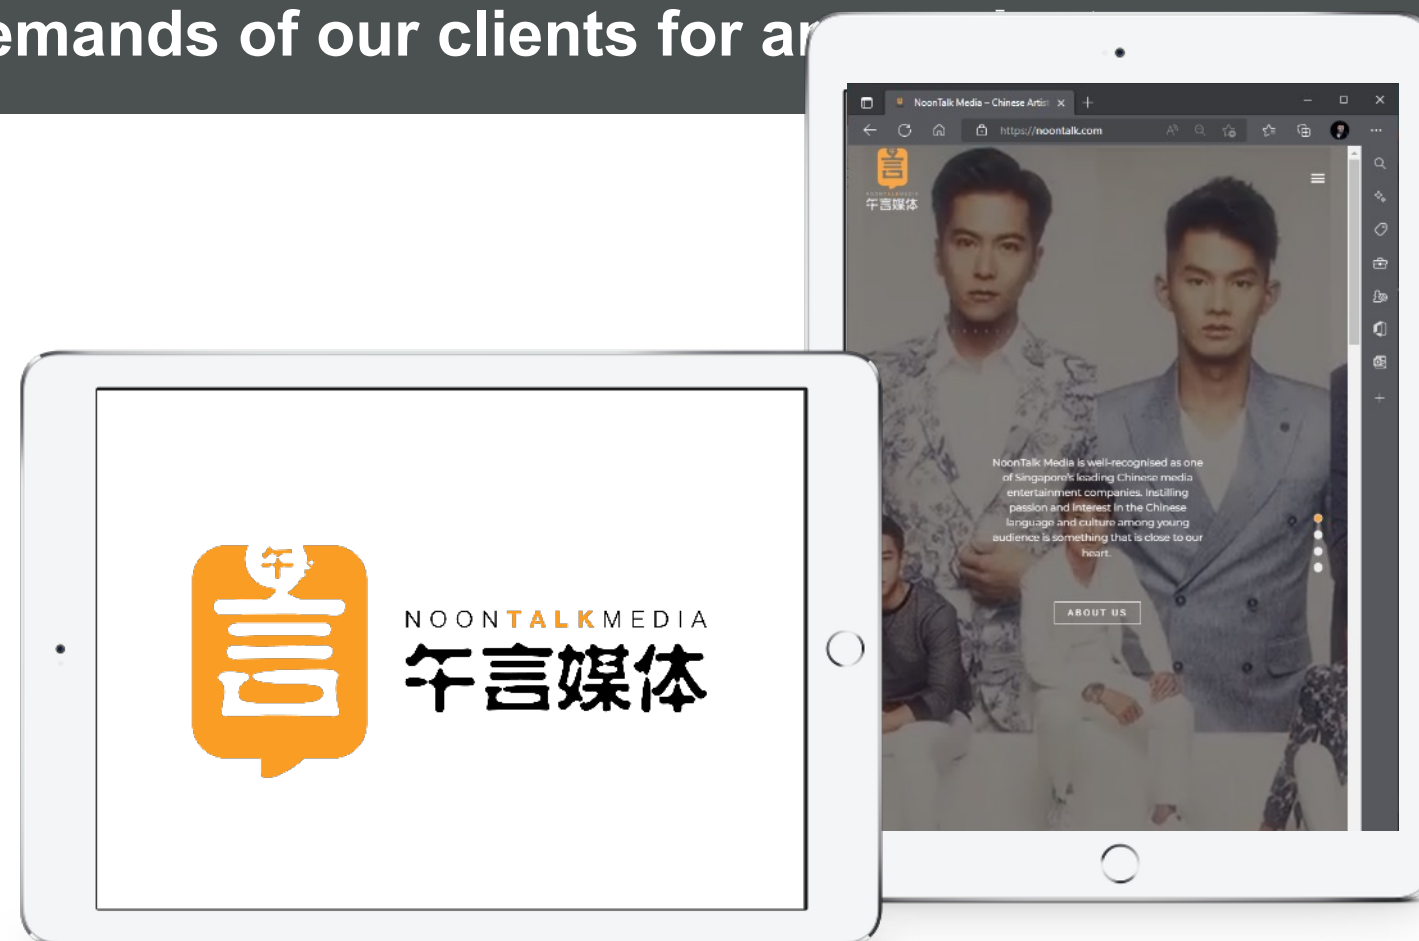 emands of our clients for
NoonTalk Media – Chinese Artis
https://noontalk.com
言
午言媒体
NoonTalk Media is well-recognised as one
of Singapore's leading Chinese media
entertainment companies. Instilling
passion and interest in the Chinese
language and culture among young
audience is something that is close to our
heart.
ABOUT US
午
言
NOONTALKMEDIA
午言媒体